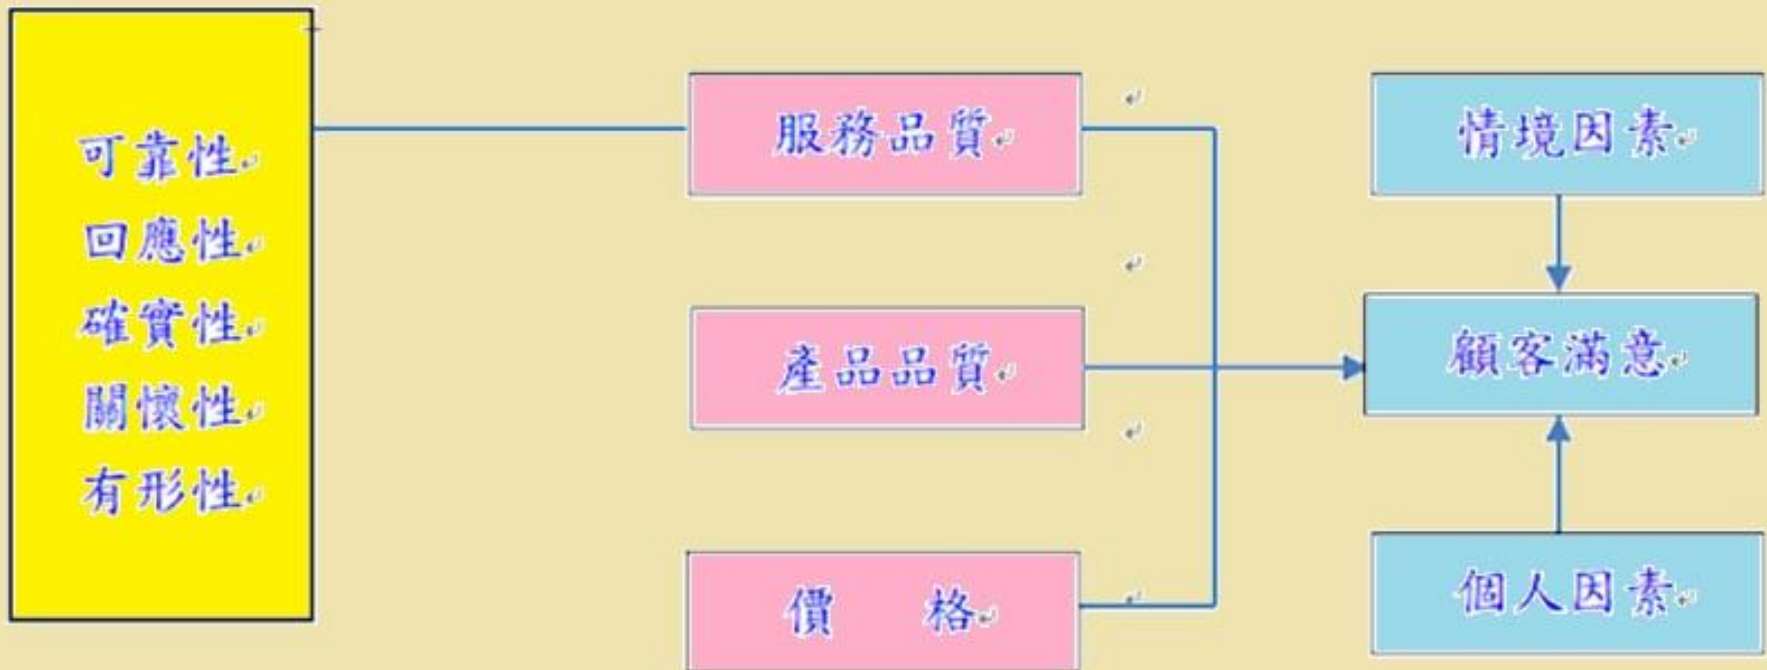 可靠性
回應性
確實性
關懷性
有形性
服務品質
產品品質
價 格
情境因素
顧客滿意
個人因素